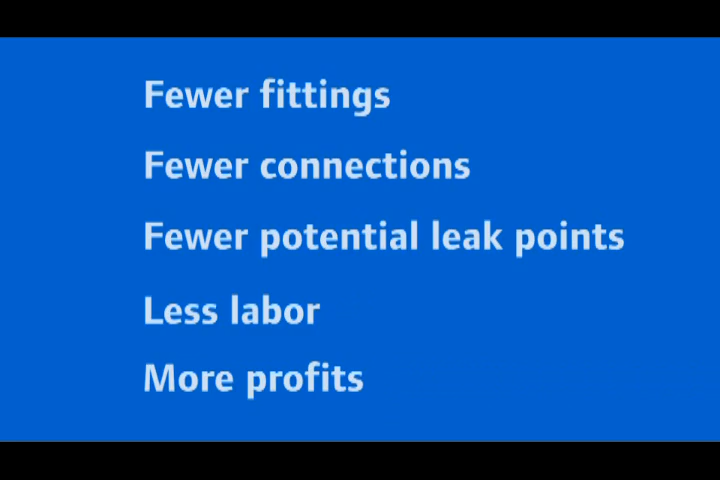 Fewer fittings
Fewer connections
Fewer potential leak points
Less labor
More profits